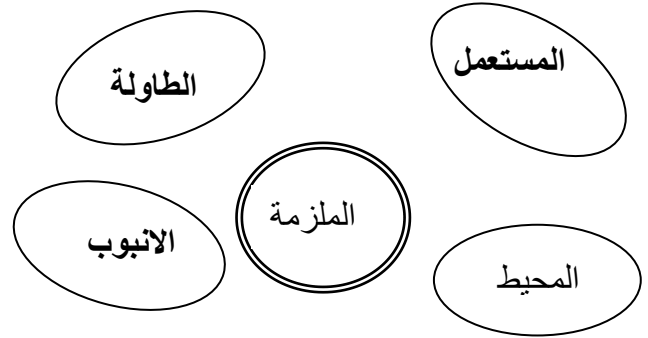 المستعمل
الطاولة
الملزمة
الانبوب
المحيط